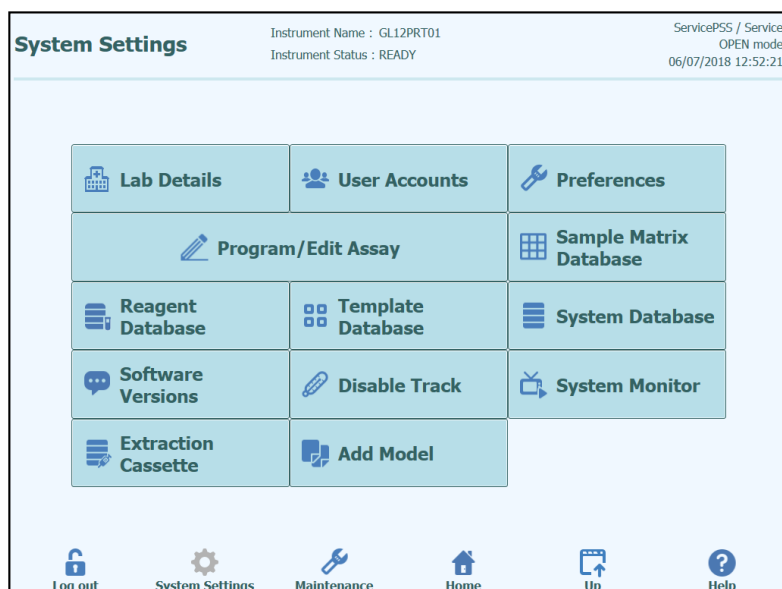 System Settings
Instrument Name : GL12PRT01
Instrument Status : READY
ServicePSS / Service
OPEN mode
06/07/2018 12:52:21
Lab Details
User Accounts
Preferences
Program/Edit Assay
Sample Matrix
Database
Reagent
Database
Template
Database
System Database
Software
Versions
Disable Track
System Monitor
Extraction
Cassette
Add Model
Log out
System Settings
Maintenance
Home
Up
Help